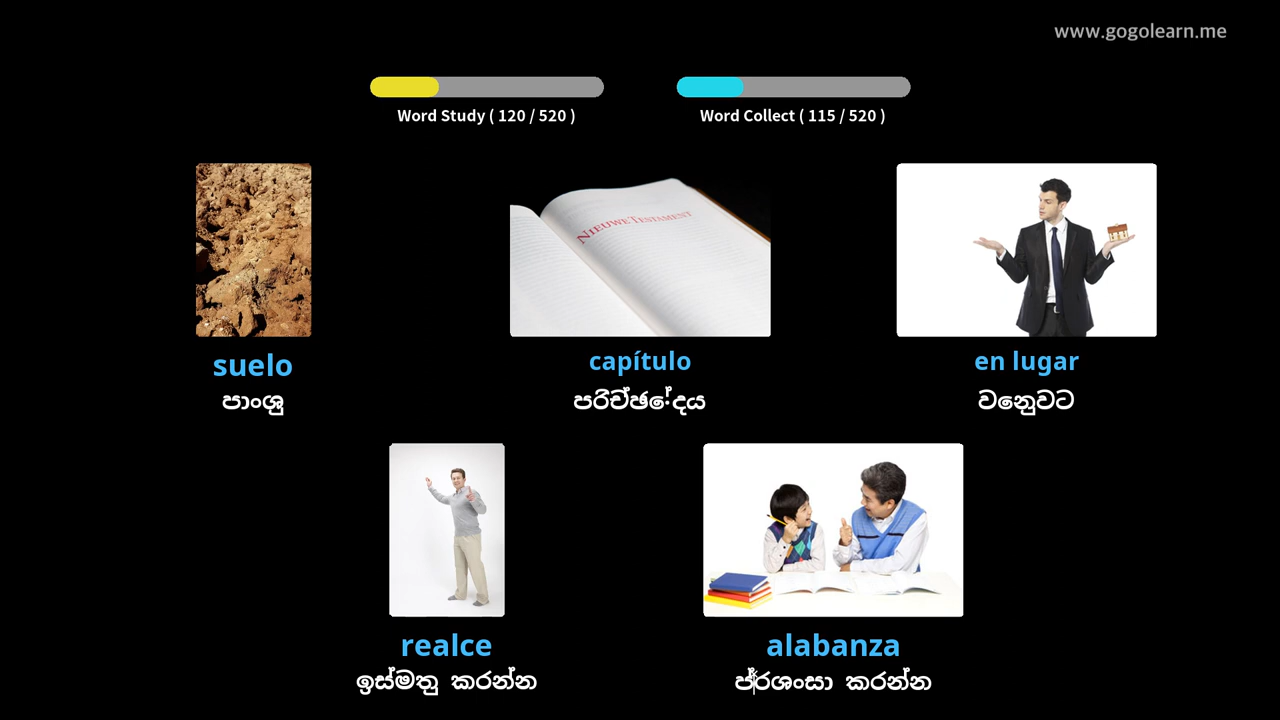 www.gogolearn.me
Word Study ( 120 / 520 )
Word Collect ( 115 / 520 )
NIEUWE TESTAMENT
suelo
capítulo
en lugar
පාංශු
පරිච්ඡේදය
වනුවෙට
realce
alabanza
ඉස්මතු කරන්න
ප්රශංසා කරන්න